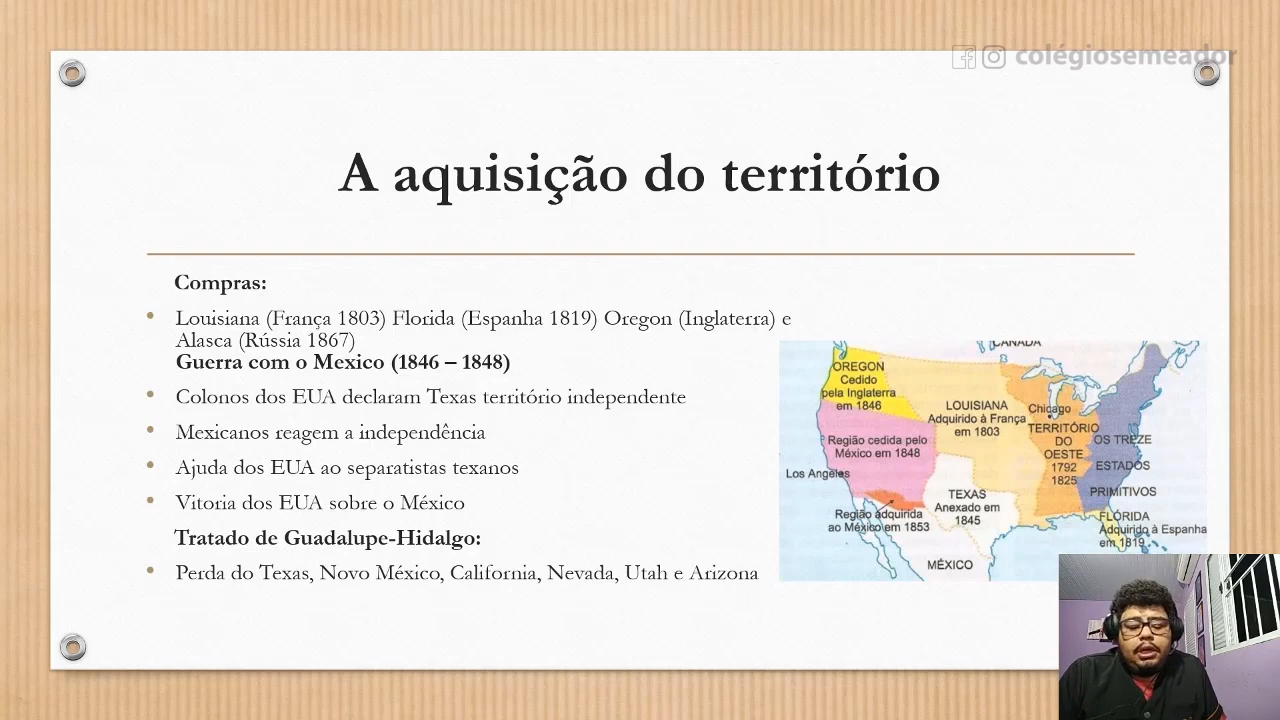 colégiosemeador
A aquisição do território
Compras:
Louisiana (França 1803) Florida (Espanha 1819) Oregon (Inglaterra) e
Alasca (Rússia 1867)
Guerra com o Mexico (1846 – 1848)
Colonos dos EUA declaram Texas território independente
Mexicanos reagem a independência
Ajuda dos EUA ao separatistas texanos
Vitoria dos EUA sobre o México
Tratado de Guadalupe-Hidalgo:
Perda do Texas, Novo México, California, Nevada, Utah e Arizona
CANADÁ
OREGON
Cedido
pela Inglaterra
em 1846
LOUISIANA
Adquirido à França
em 1803
Chicago
TERRITÓRIO
DO
OESTE
1792
1825
OS TREZE
ESTADOS
PRIMITIVOS
Região cedida pelo
México em 1848
Los Angeles
TEXAS
Anexado em
1845
Região adquirida
ao México em 1853
FLÓRIDA
Adquirido à Espanha
em 1819
MÉXICO